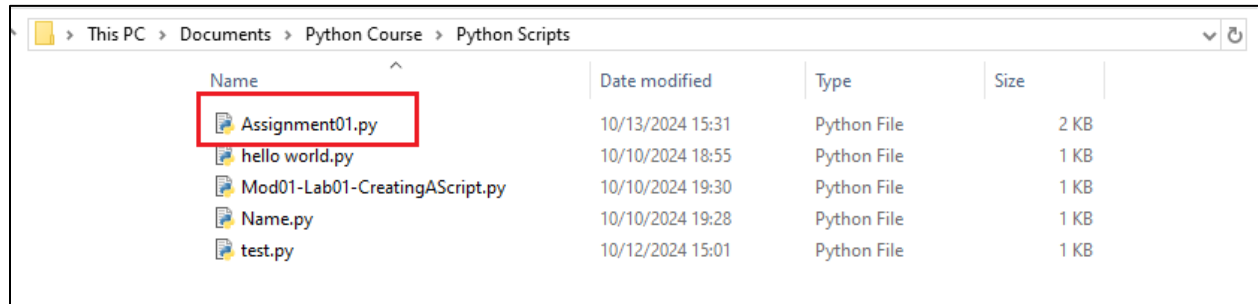 This PC > Documents > Python Course > Python Scripts
Name Date modified Type Size
Assignment01.py 10/13/2024 15:31 Python File 2 KB
hello world.py 10/10/2024 18:55 Python File 1 KB
Mod01-Lab01-CreatingAScript.py 10/10/2024 19:30 Python File 1 KB
Name.py 10/10/2024 19:28 Python File 1 KB
test.py 10/12/2024 15:01 Python File 1 KB